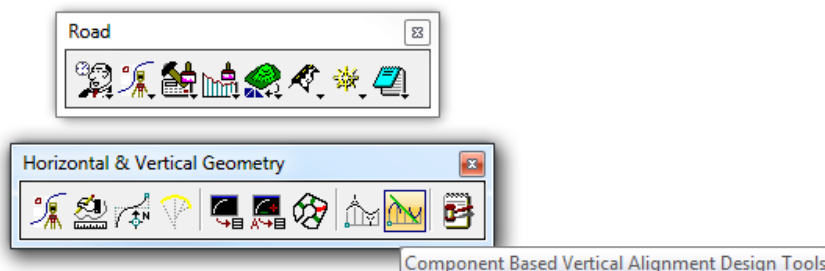 Road
Horizontal & Vertical Geometry
Component Based Vertical Alignment Design Tools